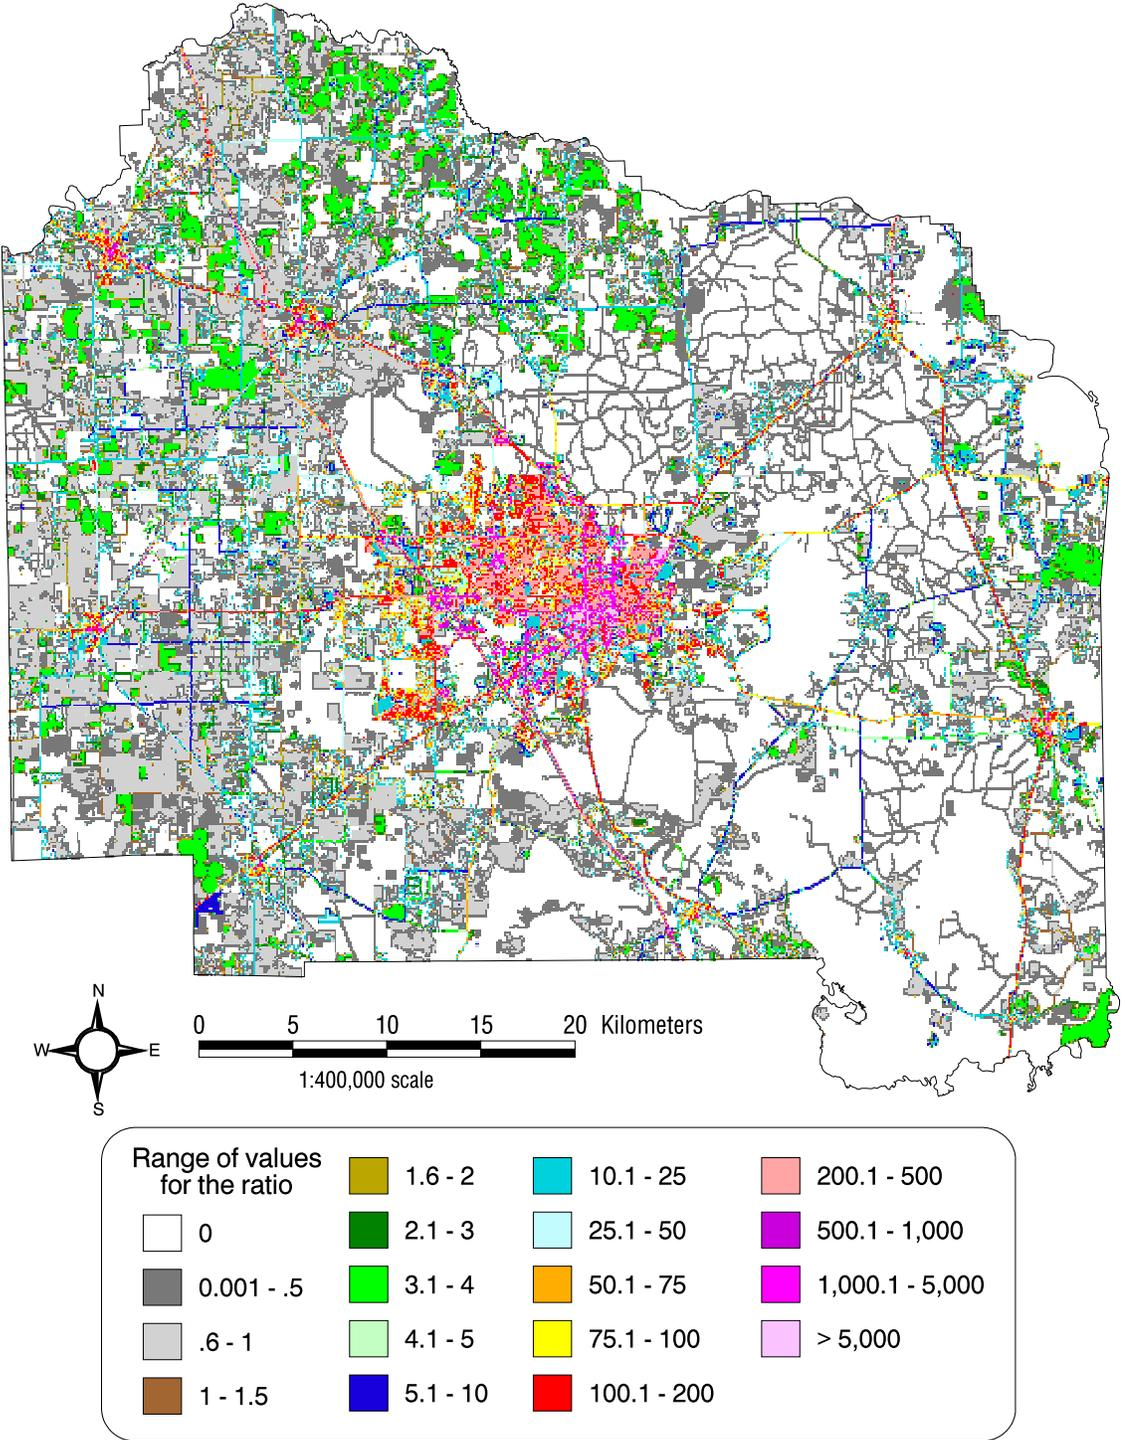 N
W
E
S
0 5 10 15 20 Kilometers
1:400,000 scale
Range of values
for the ratio
0
0.001 - .5
.6 - 1
1 - 1.5
1.6 - 2
2.1 - 3
3.1 - 4
4.1 - 5
5.1 - 10
10.1 - 25
25.1 - 50
50.1 - 75
75.1 - 100
100.1 - 200
200.1 - 500
500.1 - 1,000
1,000.1 - 5,000
> 5,000